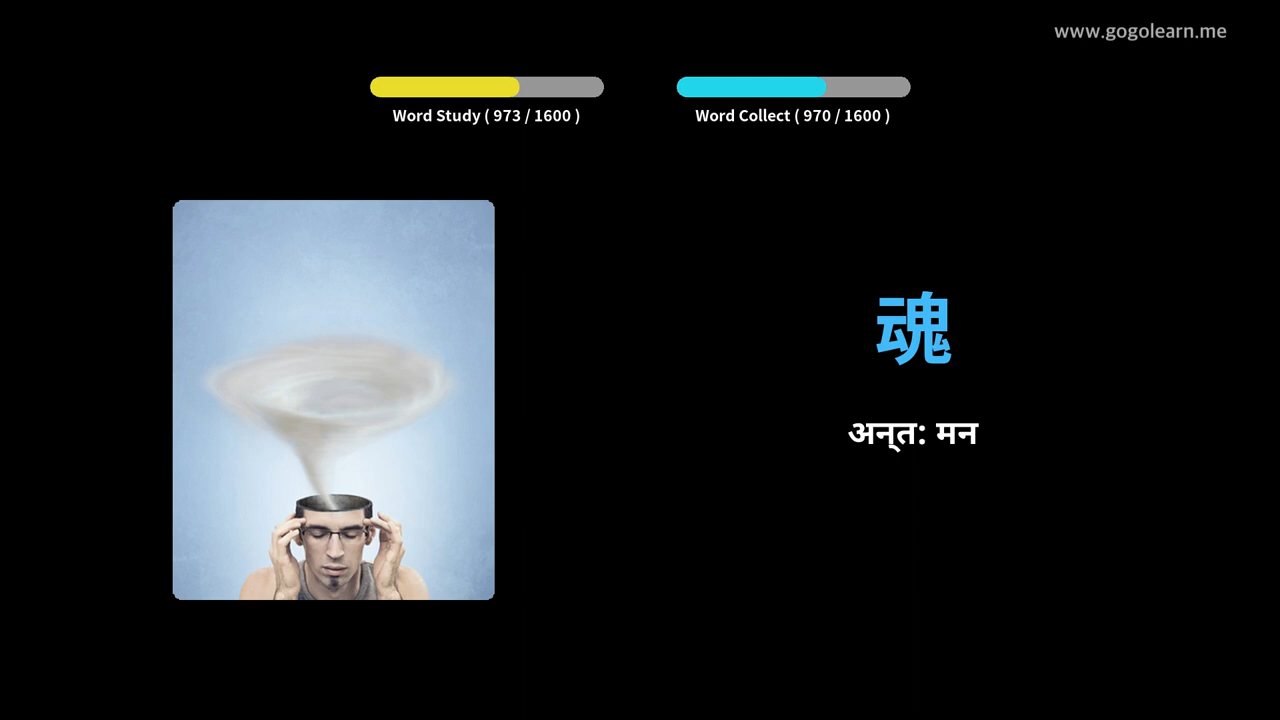 www.gogolearn.me
Word Study ( 973 / 1600 )
Word Collect ( 970 / 1600 )
魂
अन्‌त: मन